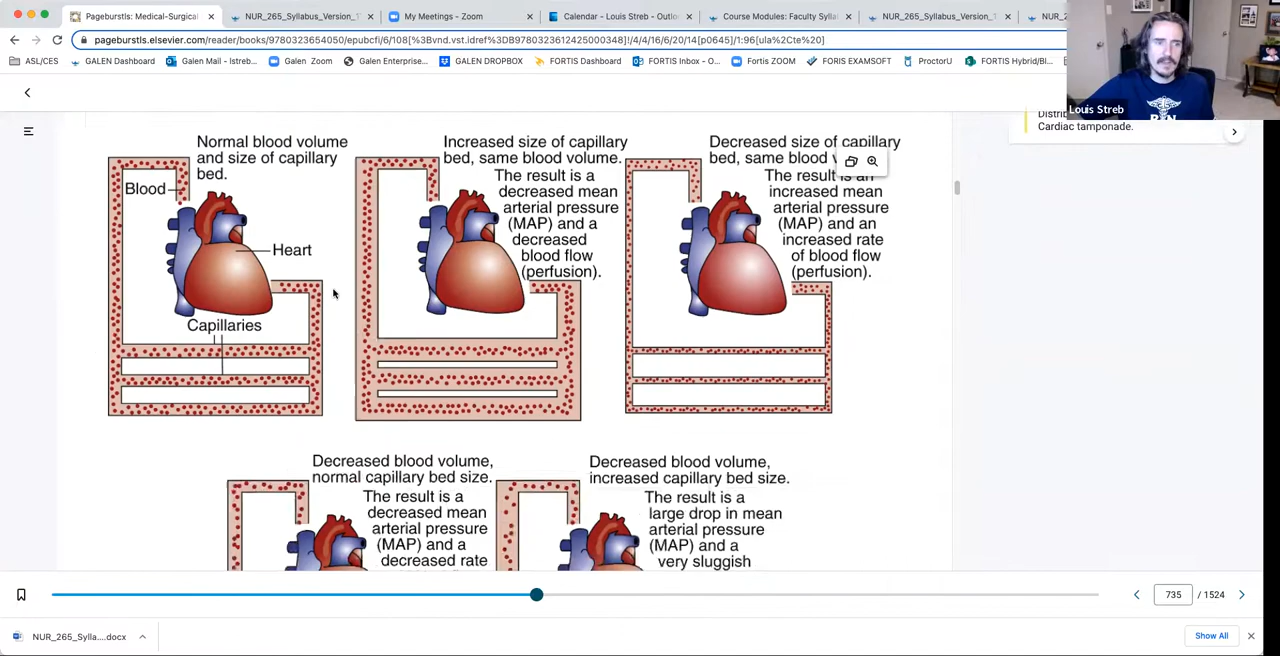 Pageburstls: Medical-Surgical
NUR_265_Syllabus_Version_1
My Meetings - Zoom
Calendar - Louis Streb - Outlo
Course Modules: Faculty Syllal
NUR_265_Syllabus_Version_1
NUR_
pageburstls.elsevier.com/reader/books/9780323654050/epubcfi/6/108[%3Bvnd.vst.idref%3DB9780323612425000348]!/4/4/16/6/20/14[p0645]/1:96[ula%2Cte%20]
ASL/CES
GALEN Dashboard
Galen Mail - lstreb...
Galen Zoom
Galen Enterprise...
GALEN DROPBOX
FORTIS Dashboard
FORTIS Inbox - O...
Fortis ZOOM
FORIS EXAMSOFT
ProctorU
FORTIS Hybrid/Bl...
Louis Streb
Distrib
Cardiac tamponade.
Normal blood volume
and size of capillary
bed.
Blood
Heart
Capillaries
Increased size of capillary
bed, same blood volume.
The result is a
decreased mean
arterial pressure
(MAP) and a
decreased
blood flow
(perfusion).
Decreased size of capillary
bed, same blood v
The result is an
increased mean
arterial pressure
(MAP) and an
increased rate
of blood flow
(perfusion).
Decreased blood volume,
normal capillary bed size.
The result is a
decreased mean
arterial pressure
(MAP) and a
decreased rate
Decreased blood volume,
increased capillary bed size.
The result is a
large drop in mean
arterial pressure
(MAP) and a
very sluggish
735 / 1524
NUR_265_Sylla....docx
Show All